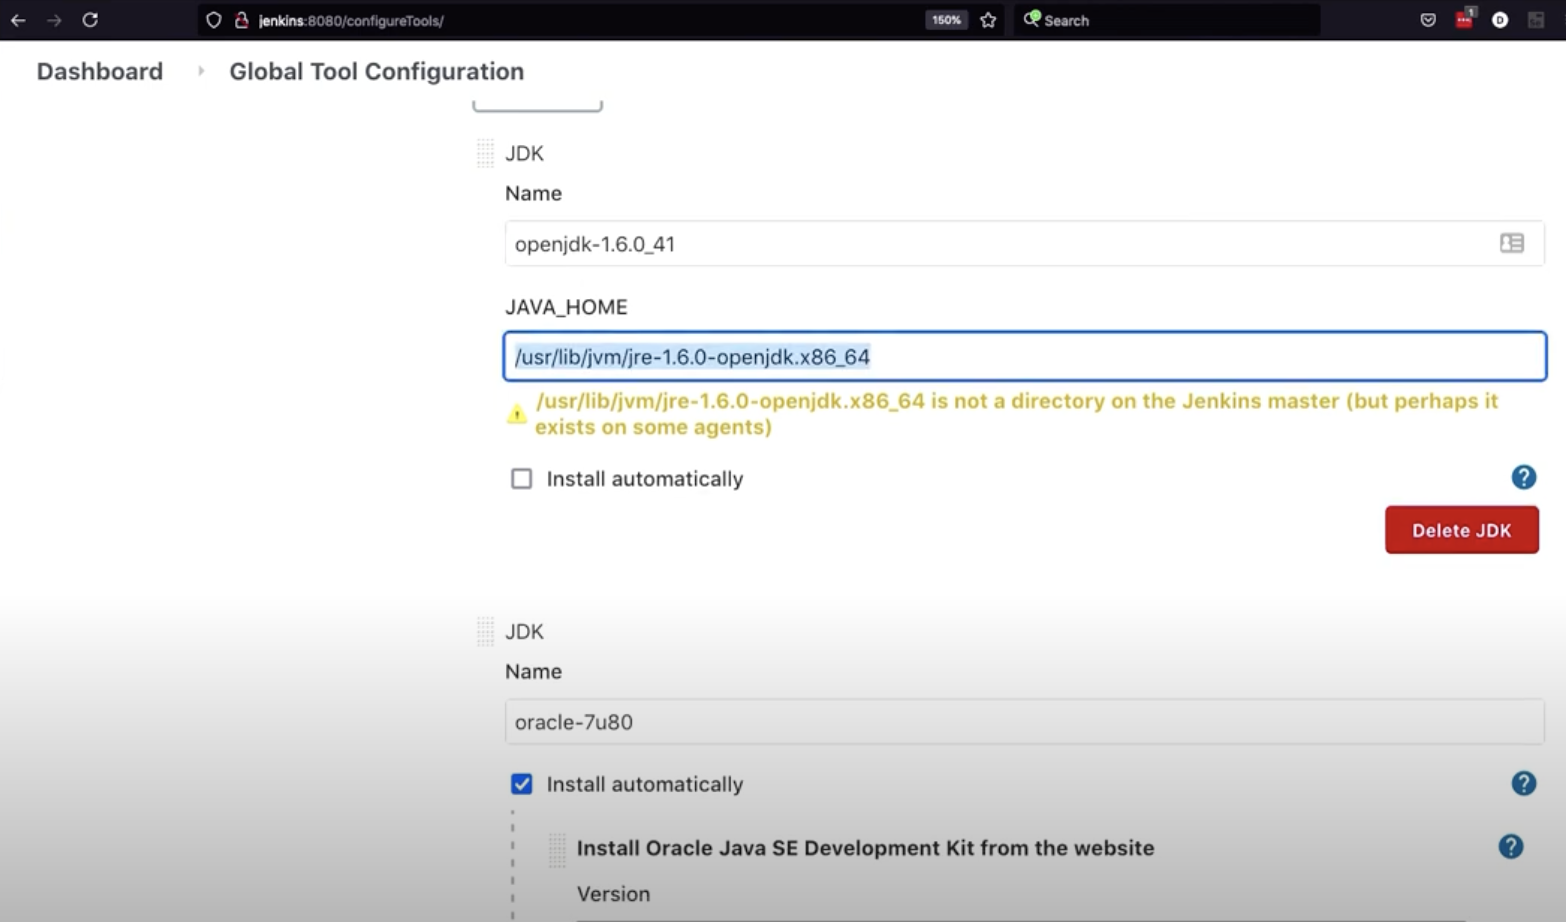 jenkins:8080/configureTools/
150%
Search
1
D
Dashboard
Global Tool Configuration
JDK
Name
openjdk-1.6.0_41
JAVA_HOME
/usr/lib/jvm/jre-1.6.0-openjdk.x86_64
/usr/lib/jvm/jre-1.6.0-openjdk.x86_64 is not a directory on the Jenkins master (but perhaps it
exists on some agents)
Install automatically
?
Delete JDK
JDK
Name
oracle-7u80
Install automatically
?
Install Oracle Java SE Development Kit from the website
?
Version